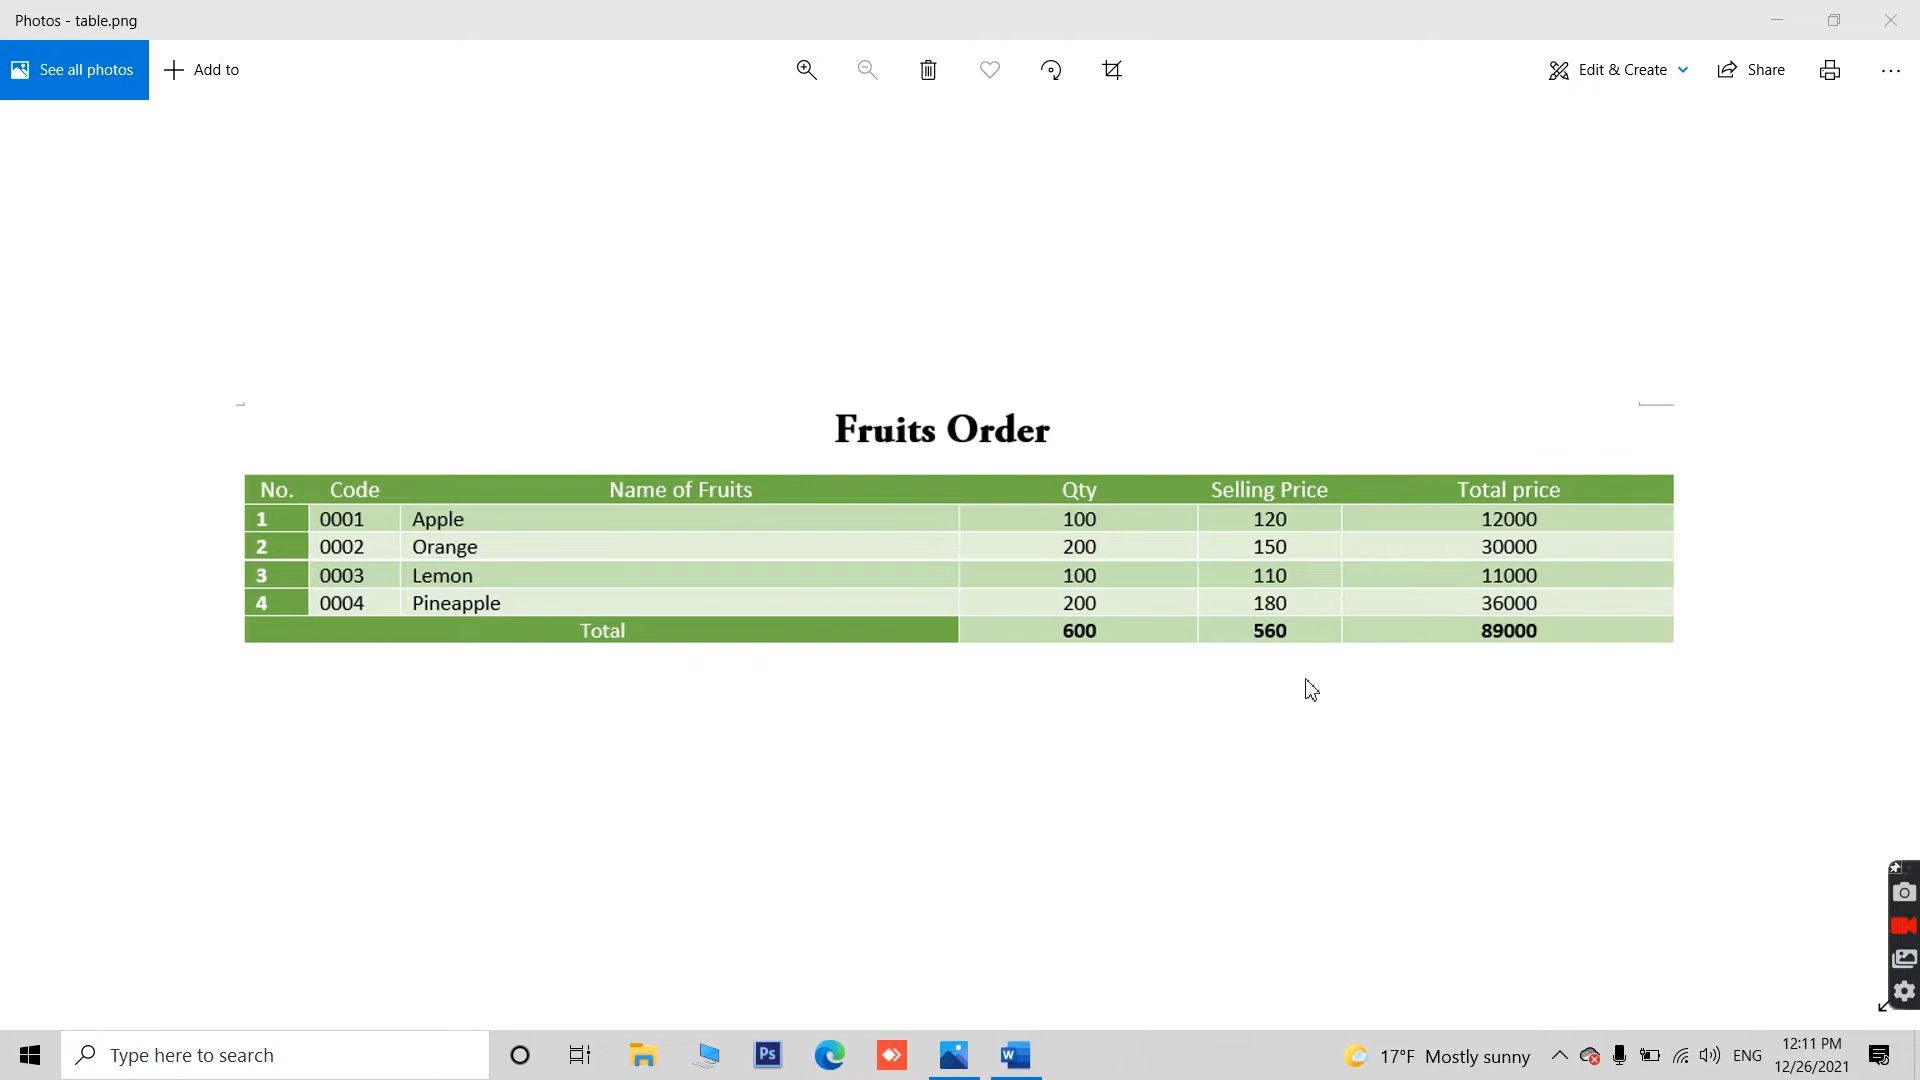 Photos - table.png
See all photos Add to Edit & Create Share
Fruits Order
No. Code Name of Fruits Qty Selling Price Total price
1 0001 Apple 100 120 12000
2 0002 Orange 200 150 30000
3 0003 Lemon 100 110 11000
4 0004 Pineapple 200 180 36000
Total 600 560 89000
Type here to search Ps W 17°F Mostly sunny ENG 12:11 PM
12/26/2021